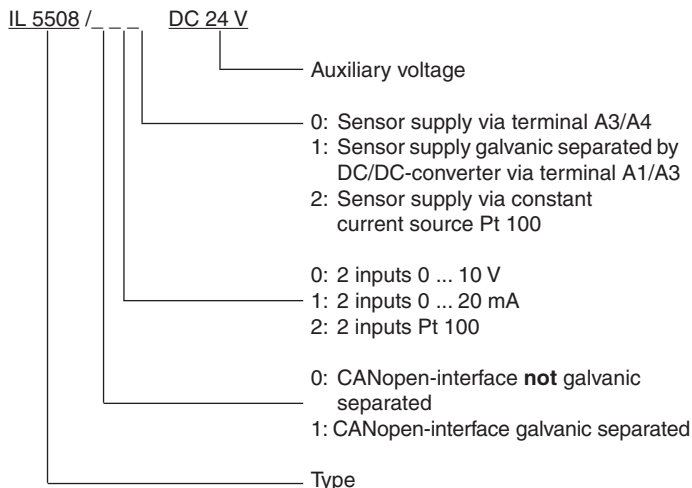 IL 5508 /_ _ _ DC 24 V
Auxiliary voltage
0: Sensor supply via terminal A3/A4
1: Sensor supply galvanic separated by
DC/DC-converter via terminal A1/A3
2: Sensor supply via constant
current source Pt 100
0: 2 inputs 0 ... 10 V
1: 2 inputs 0 ... 20 mA
2: 2 inputs Pt 100
0: CANopen-interface not galvanic
separated
1: CANopen-interface galvanic separated
Type